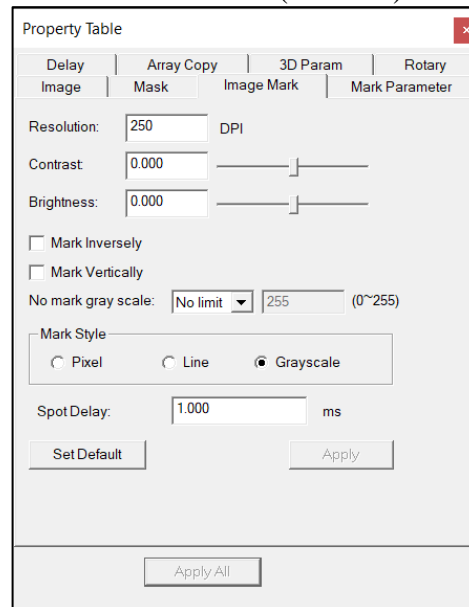 Property Table
Delay Array Copy 3D Param Rotary
Image Mask Image Mark Mark Parameter
Resolution: 250 DPI
Contrast: 0.000
Brightness: 0.000
Mark Inversely
Mark Vertically
No mark gray scale: No limit 255 (0~255)
Mark Style
Pixel Line Grayscale
Spot Delay: 1.000 ms
Set Default Apply
Apply All